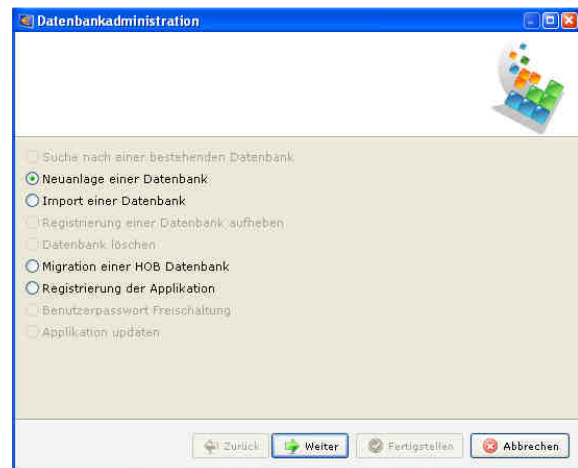 Datenbankadministration
Suche nach einer bestehenden Datenbank
Neuanlage einer Datenbank
Import einer Datenbank
Registrierung einer Datenbank aufheben
Datenbank löschen
Migration einer HOB Datenbank
Registrierung der Applikation
Benutzerpasswort Freischaltung
Applikation updaten
Zurück Weiter Fertigstellen Abbrechen